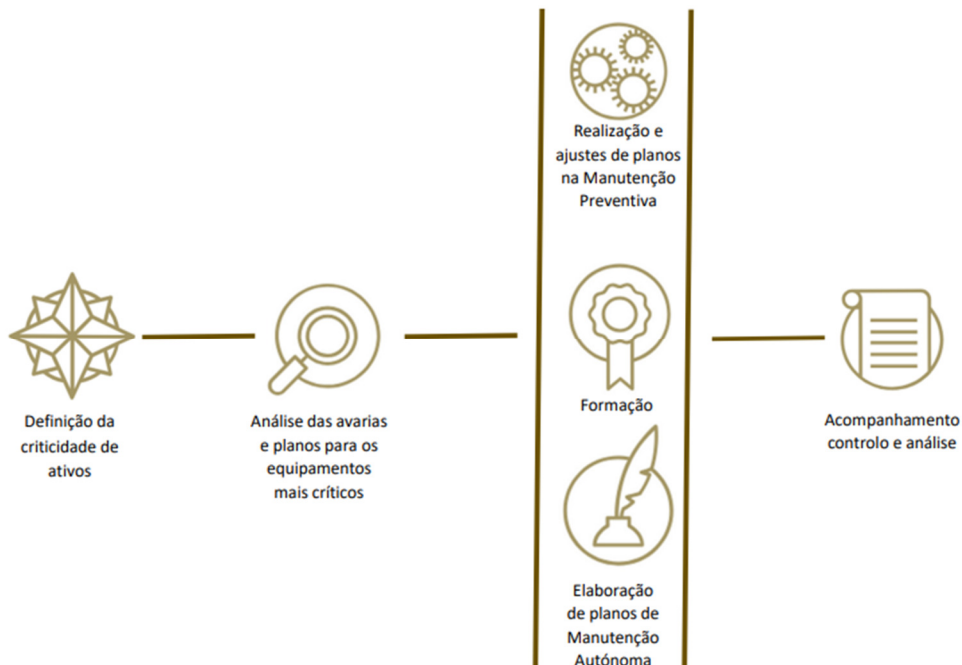 Definição da
criticidade de
ativos
Análise das avarias
e planos para os
equipamentos
mais críticos
Realização e
ajustes de planos
na Manutenção
Preventiva
Formação
Elaboração
de planos de
Manutenção
Autónoma
Acompanhamento
controlo e análise